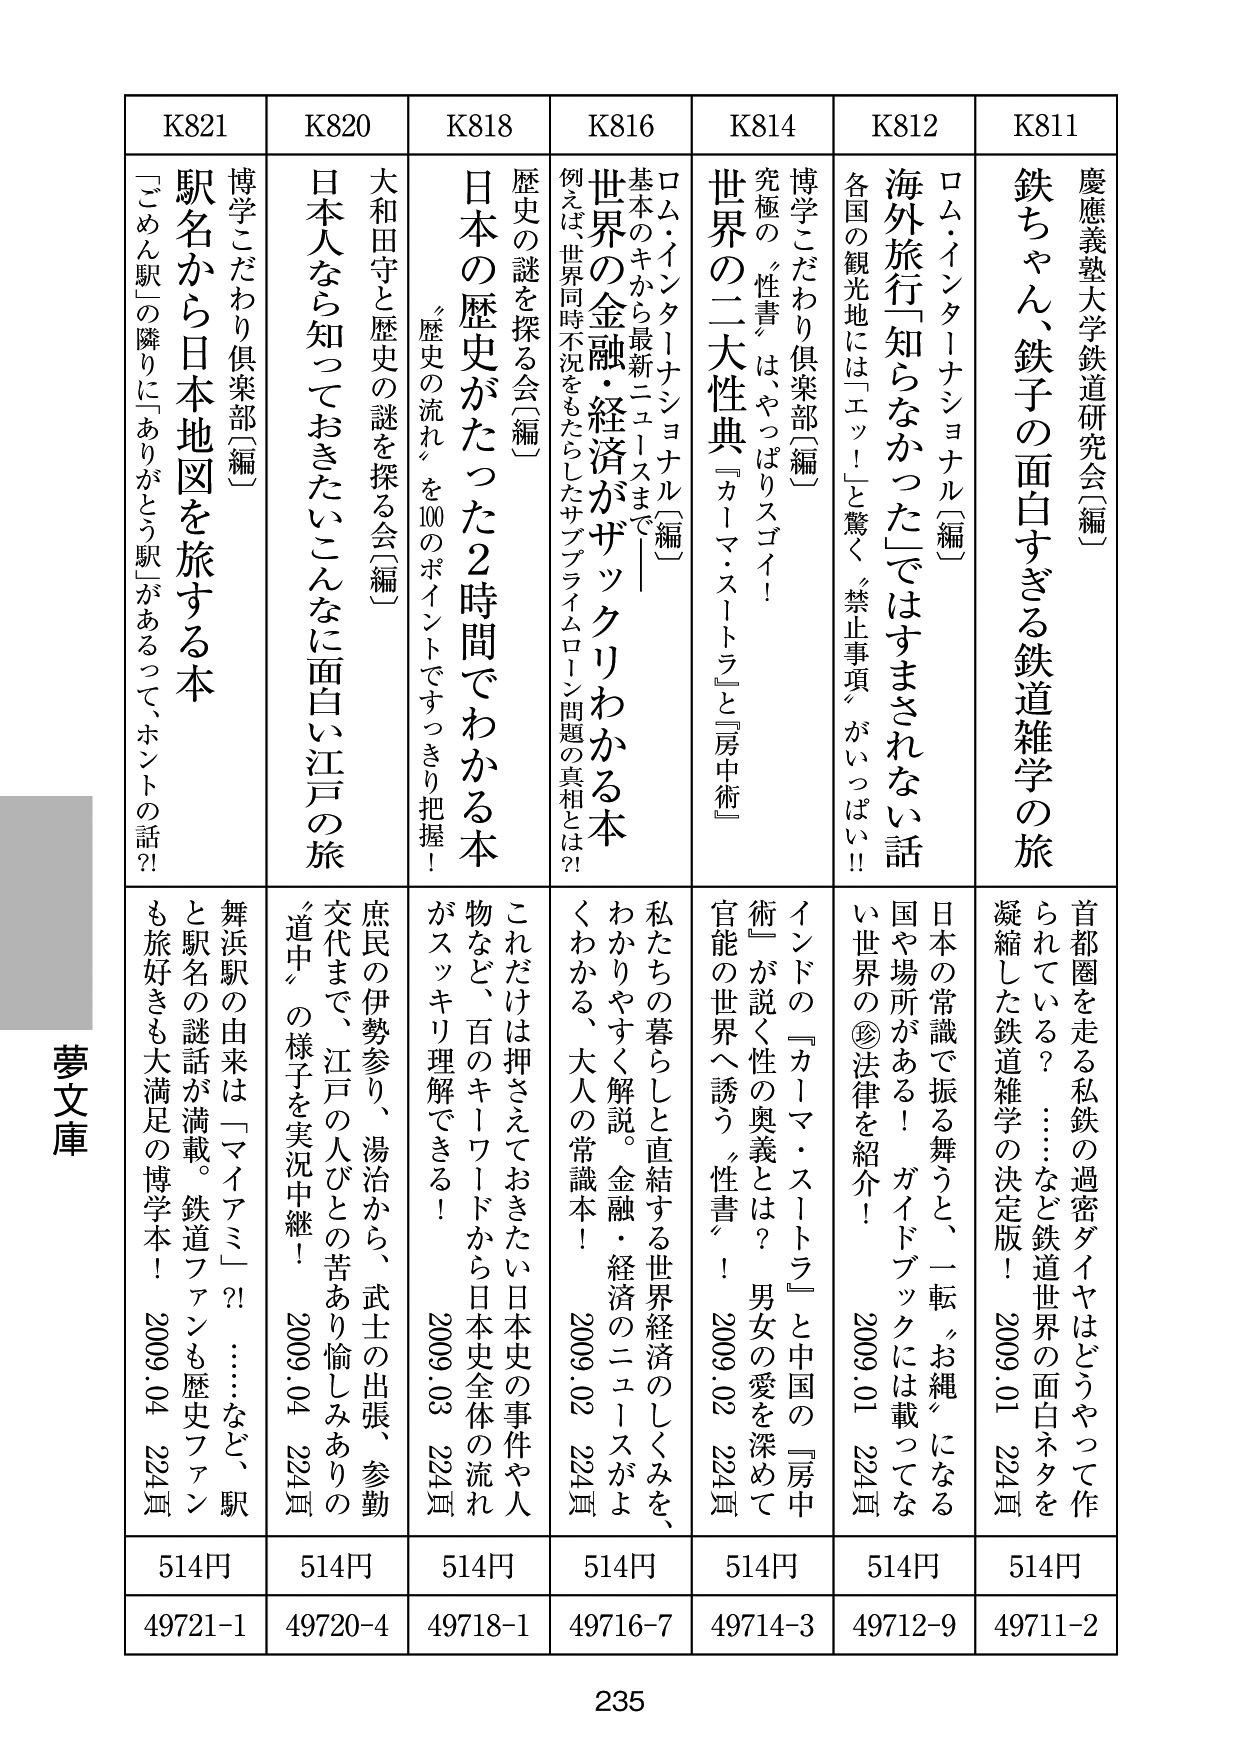 K811
慶應義塾大学鉄道研究会[編]
鉄ちゃん、鉄子の面白すぎる鉄道雑学の旅
首都圏を走る私鉄の過密ダイヤはどうやって作
られている？　……など鉄道世界の面白ネタを
凝縮した鉄道雑学の決定版！　2009.01　224頁
514円
49711-2
K812
ロム・インターナショナル[編]
海外旅行「知らなかった」ではすまされない話
各国の観光地には「エッ！」と驚く〝禁止事項〟がいっぱい!!
日本の常識で振る舞うと、一転〝お縄〟になる
国や場所がある！　ガイドブックには載ってな
い世界の㊝法律を紹介！　2009.01　224頁
514円
49712-9
K814
博学こだわり倶楽部[編]
究極の〝性書〟は、やっぱりスゴイ！
世界の二大性典『カーマ・スートラ』と『房中術』
インドの『カーマ・スートラ』と中国の『房中
術』が説く性の奥義とは？　男女の愛を深めて
官能の世界へ誘う〝性書〟！　2009.02　224頁
514円
49714-3
K816
ロム・インターナショナル[編]
基本のキから最新ニュースまで——
世界の金融・経済がザックリわかる本
例えば、世界同時不況をもたらしたサブプライムローン問題の真相とは?!
私たちの暮らしと直結する世界経済のしくみを、
わかりやすく解説。金融・経済のニュースがよ
くわかる、大人の常識本！　2009.02　224頁
514円
49716-7
K818
歴史の謎を探る会[編]
日本の歴史がたった2時間でわかる本
〝歴史の流れ〟を100のポイントですっきり把握！
これだけは押さえておきたい日本史の事件や人
物など、百のキーワードから日本史全体の流れ
がスッキリ理解できる！　2009.03　224頁
514円
49718-1
K820
大和田守と歴史の謎を探る会[編]
日本人なら知っておきたいこんなに面白い江戸の旅
庶民の伊勢参り、湯治から、武士の出張、参勤
交代まで、江戸の人びとの苦あり愉しみありの
〝道中〟の様子を実況中継！　2009.04　224頁
514円
49720-4
K821
博学こだわり倶楽部[編]
駅名から日本地図を旅する本
「ごめん駅」の隣りに「ありがとう駅」があるって、ホントの話?!
舞浜駅の由来は「マイアミ」?!　……など、駅
と駅名の謎話が満載。鉄道ファンも歴史ファン
も旅好きも大満足の博学本！　2009.04　224頁
514円
49721-1
夢文庫
235